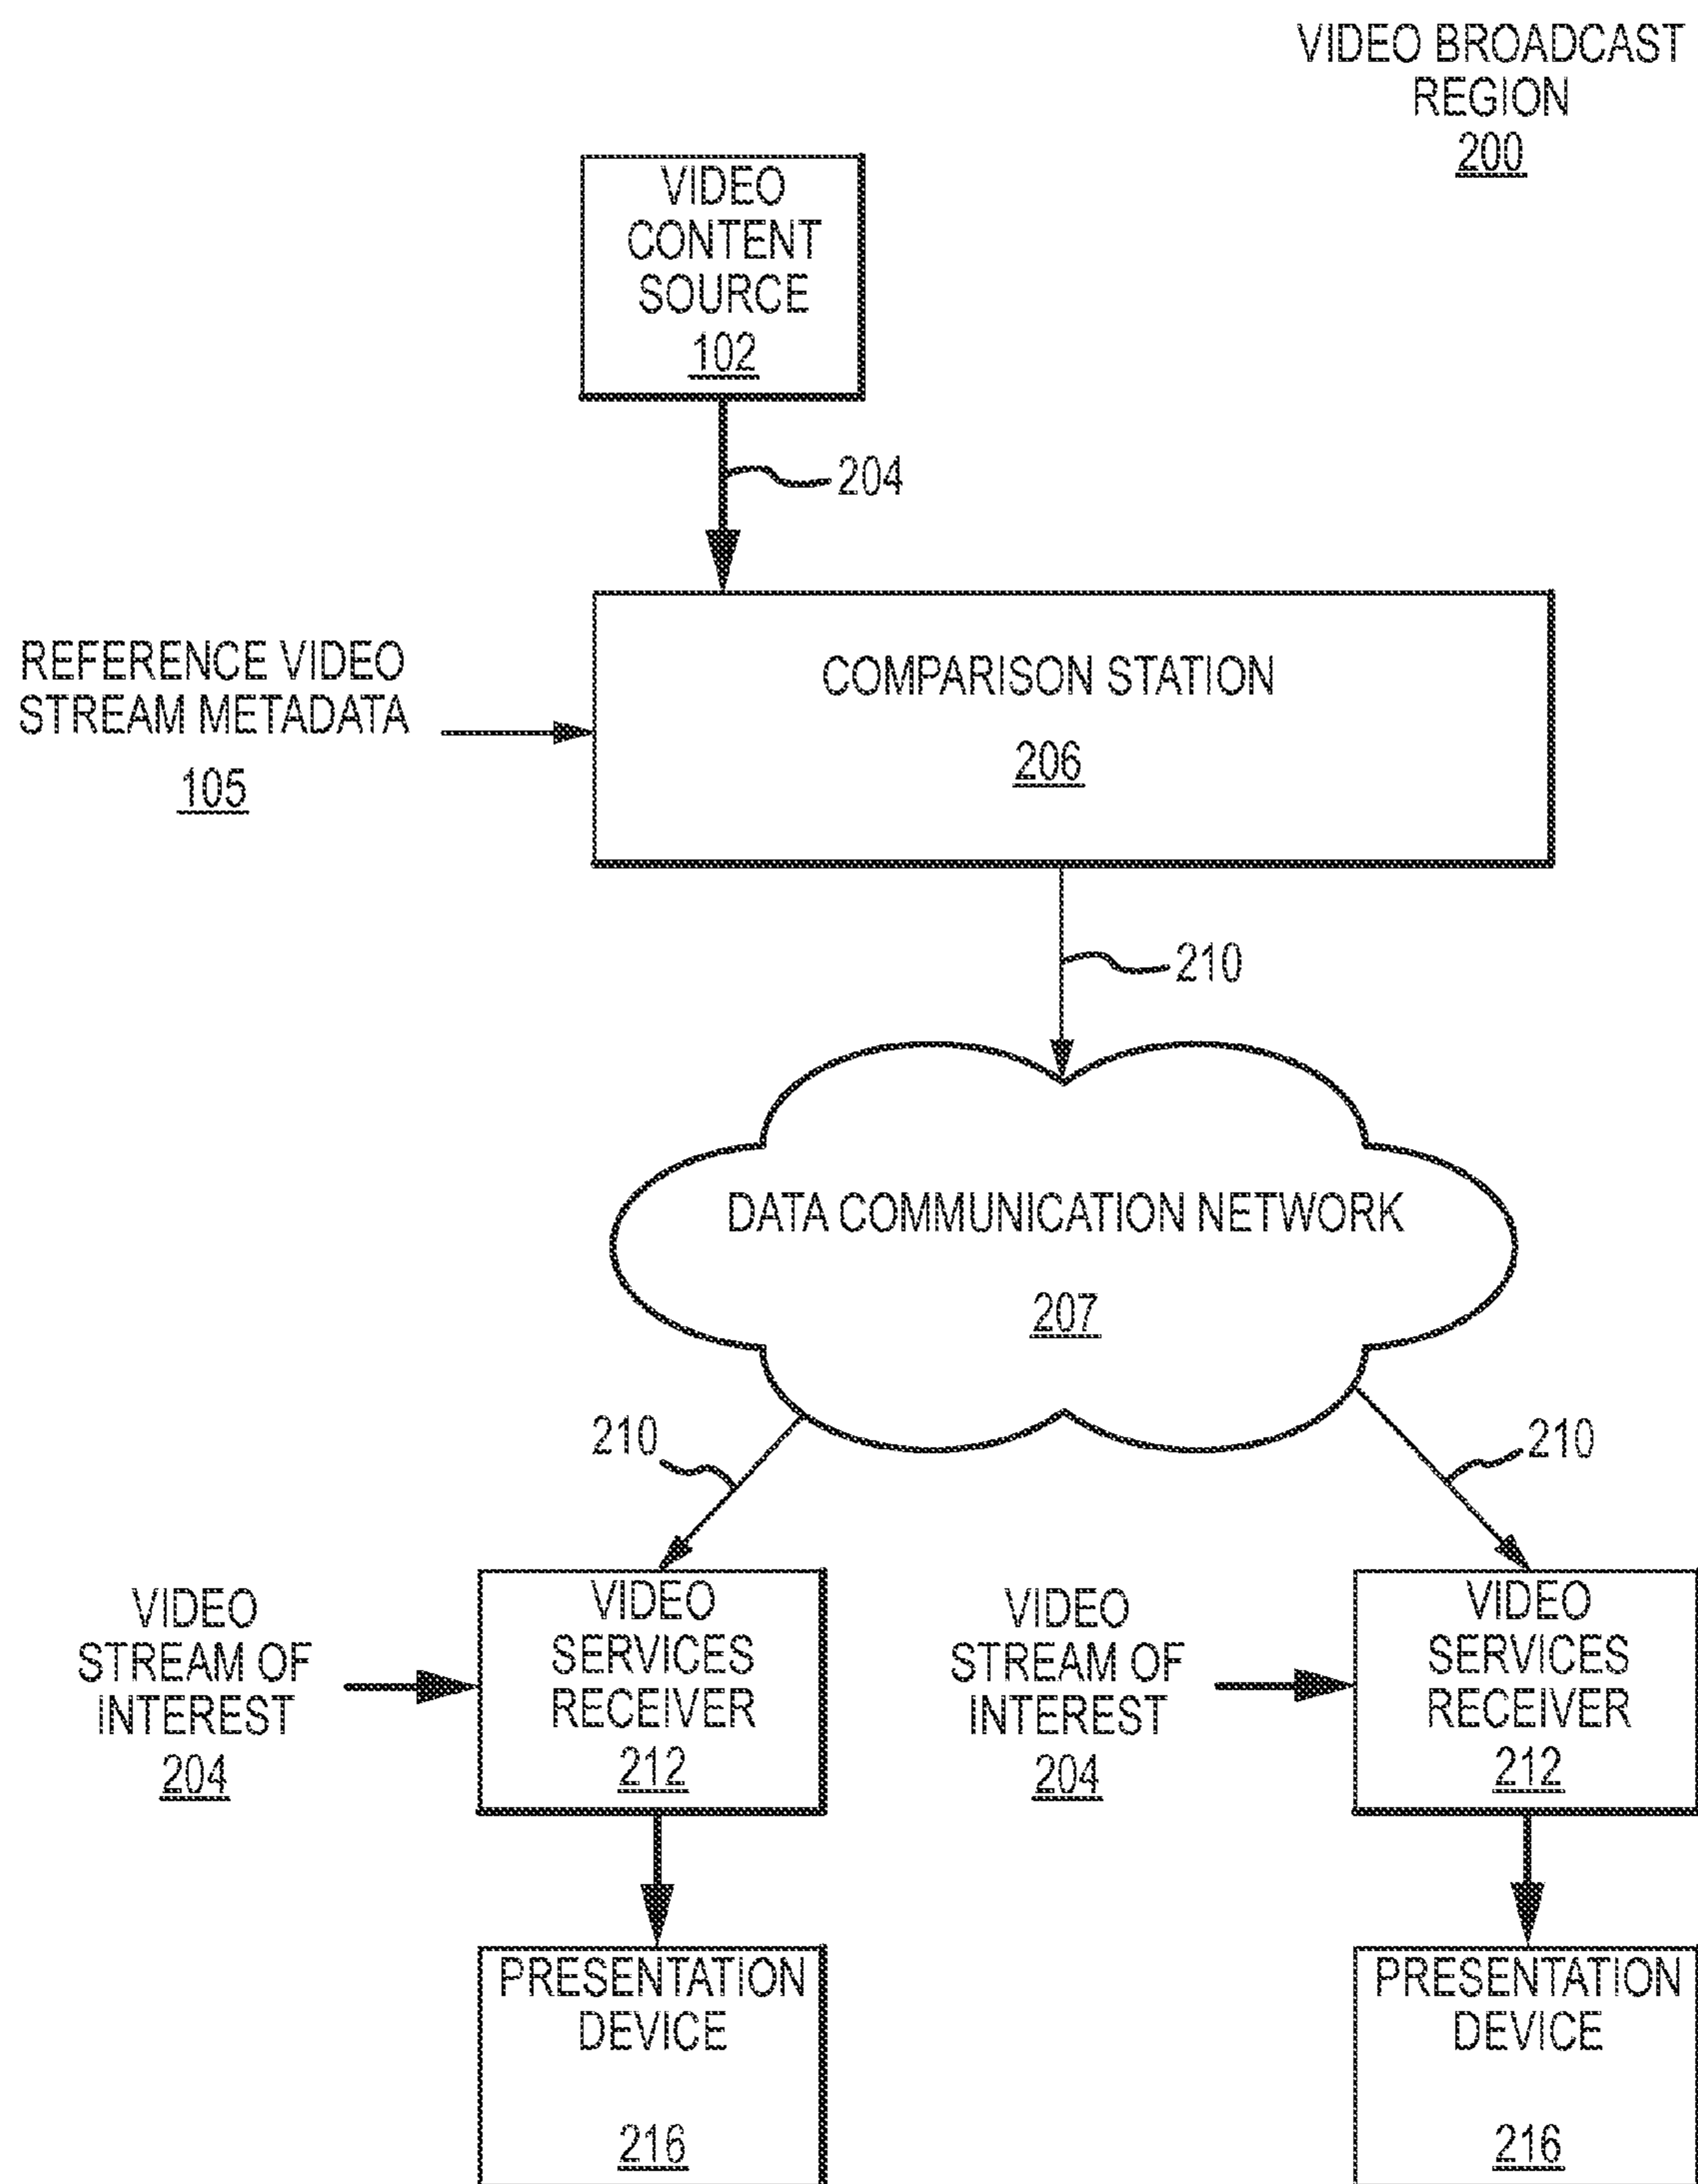 VIDEO BROADCAST
REGION
200
VIDEO
CONTENT
SOURCE
102
204
REFERENCE VIDEO
STREAM METADATA
105
COMPARISON STATION
206
210
DATA COMMUNICATION NETWORK
207
210
210
VIDEO
STREAM OF
INTEREST
204
VIDEO
SERVICES
RECEIVER
212
VIDEO
STREAM OF
INTEREST
204
VIDEO
SERVICES
RECEIVER
212
PRESENTATION
DEVICE
216
PRESENTATION
DEVICE
216